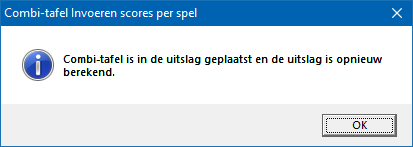 Combi-tafel Invoeren scores per spel
Combi-tafel is in de uitslag geplaatst en de uitslag is opnieuw
berekend.
OK